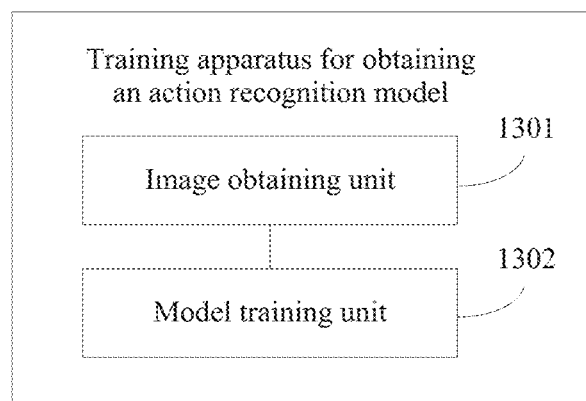 Training apparatus for obtaining
an action recognition model
1301
Image obtaining unit
1302
Model training unit